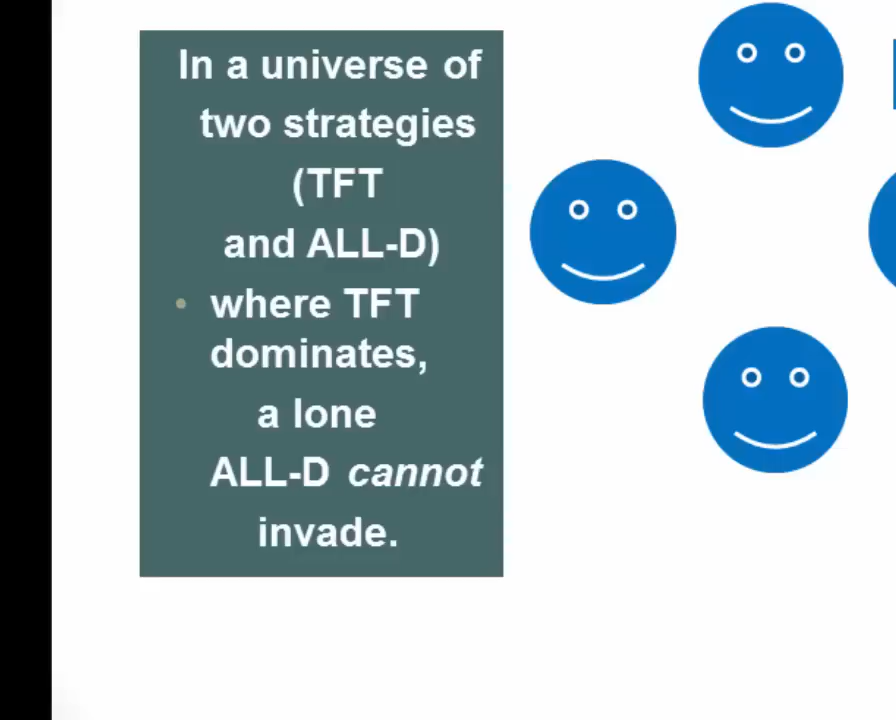 In a universe of
two strategies
(TFT
and ALL-D)
• where TFT
dominates,
a lone
ALL-D cannot
invade.